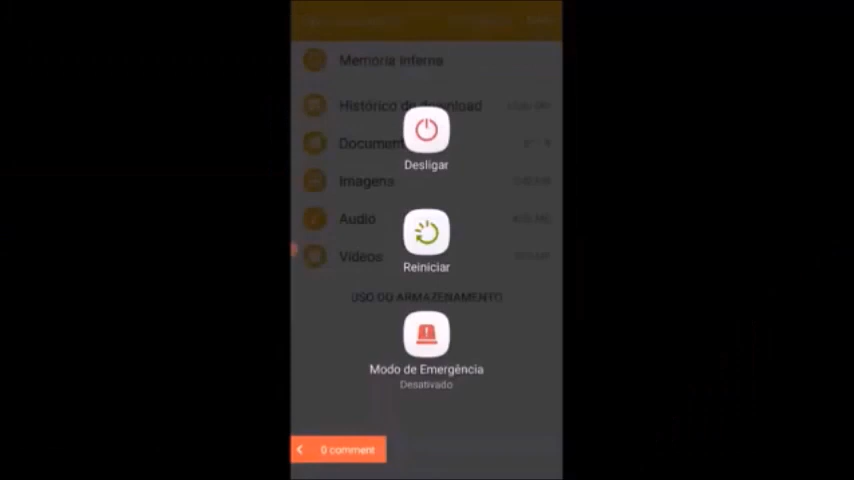 Memória Interna
Histórico de download
Document
Desligar
Imagens
Áudio
Reiniciar
Vídeos
USO DO ARMAZENAMENTO
Modo de Emergência
Desativado
0 comment